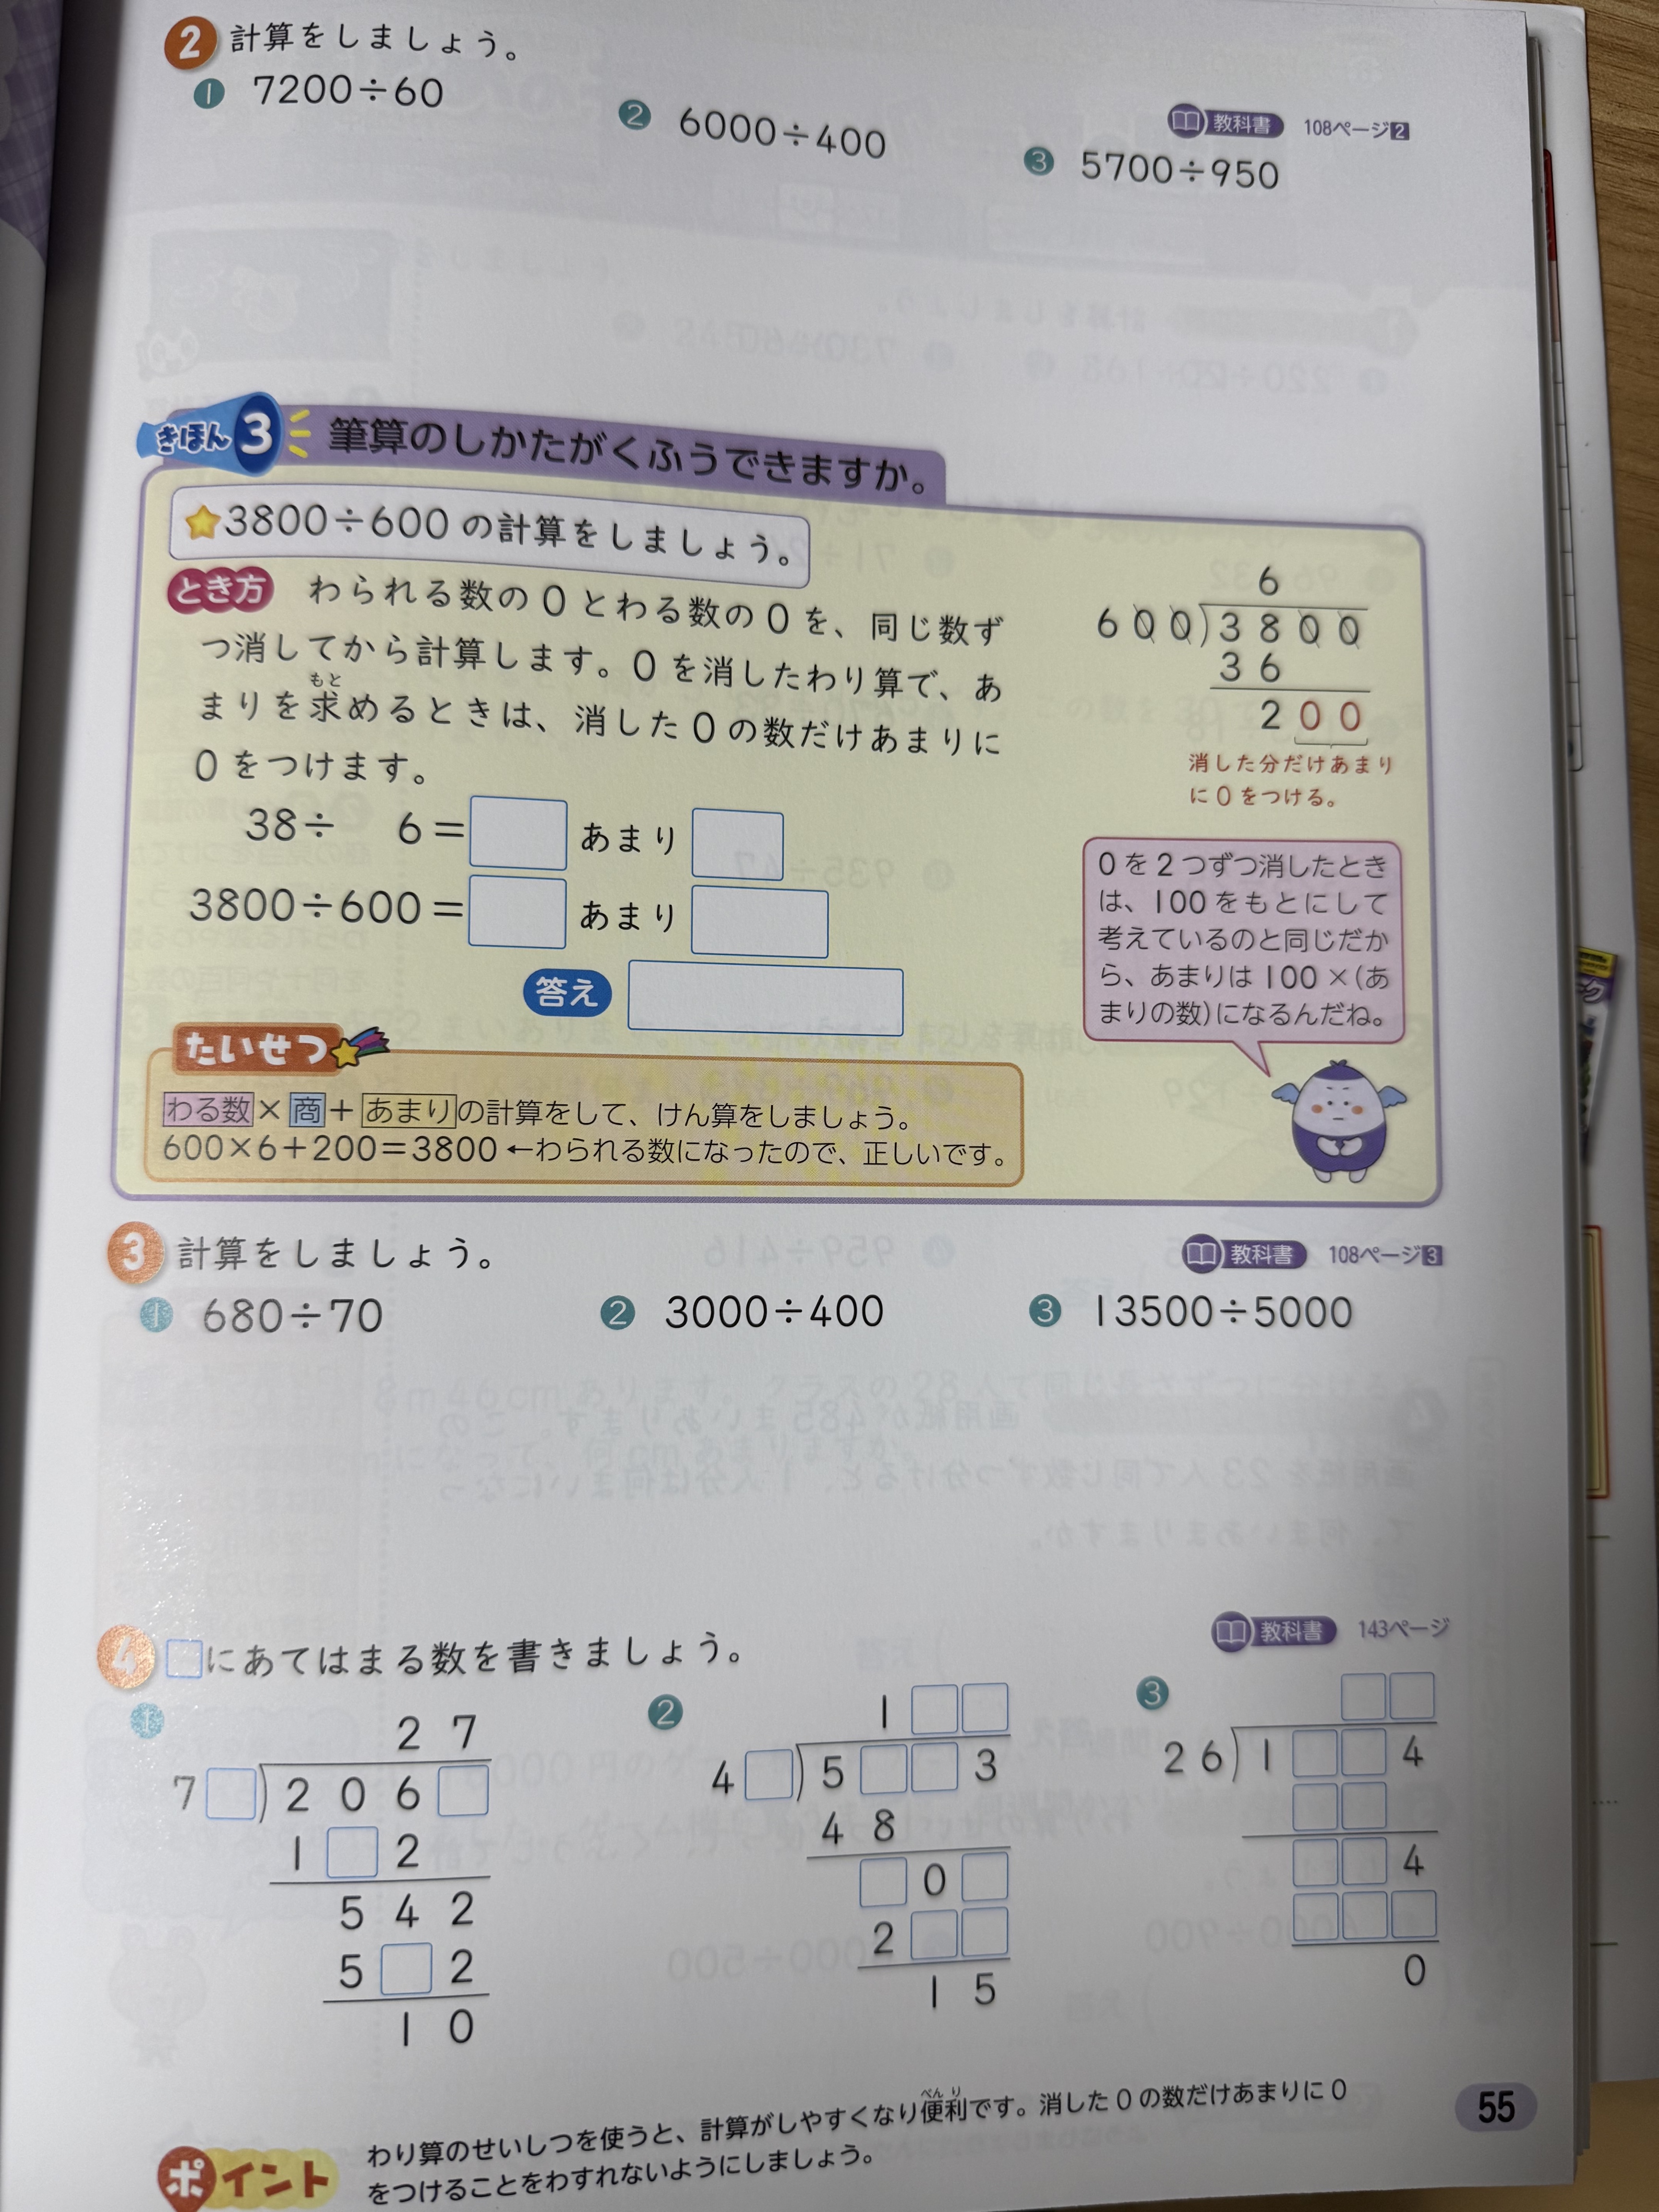 2 計算をしましょう。
教科書 108ページ2
1 7200÷60
2 6000÷400
3 5700÷950
きほん3 筆算のしかたがくふうできますか。
3800÷600の計算をしましょう。
とき方 わられる数の0とわる数の0を、同じ数ず
つ消してから計算します。0を消したわり算で、あ
もと
まりを求めるときは、消した0の数だけあまりに
0をつけます。
38÷ 6=□あまり□
3800÷600=□あまり□
答え
6
600)3800
36
200
消した分だけあまり
に0をつける。
0を2つずつ消したとき
は、100をもとにして
考えているのと同じだか
ら、あまりは100×(あ
まりの数)になるんだね。
たいせつ
わる数×商+あまりの計算をして、けん算をしましょう。
600×6+200=3800←わられる数になったので、正しいです。
3 計算をしましょう。
教科書 108ページ3
1 680÷70
2 3000÷400
3 13500÷5000
4 □にあてはまる数を書きましょう。
教科書 143ページ
1
27
7□)206□
1□2
542
5□2
10
2
1□□
4□)5□□3
48
□0□
2□□
15
3
□□
26)1□□4
□□
□□4
□□□
0
ポイント
べんり
わり算のせいしつを使うと、計算がしやすくなり便利です。消した0の数だけあまりに0
をつけることをわすれないようにしましょう。
55